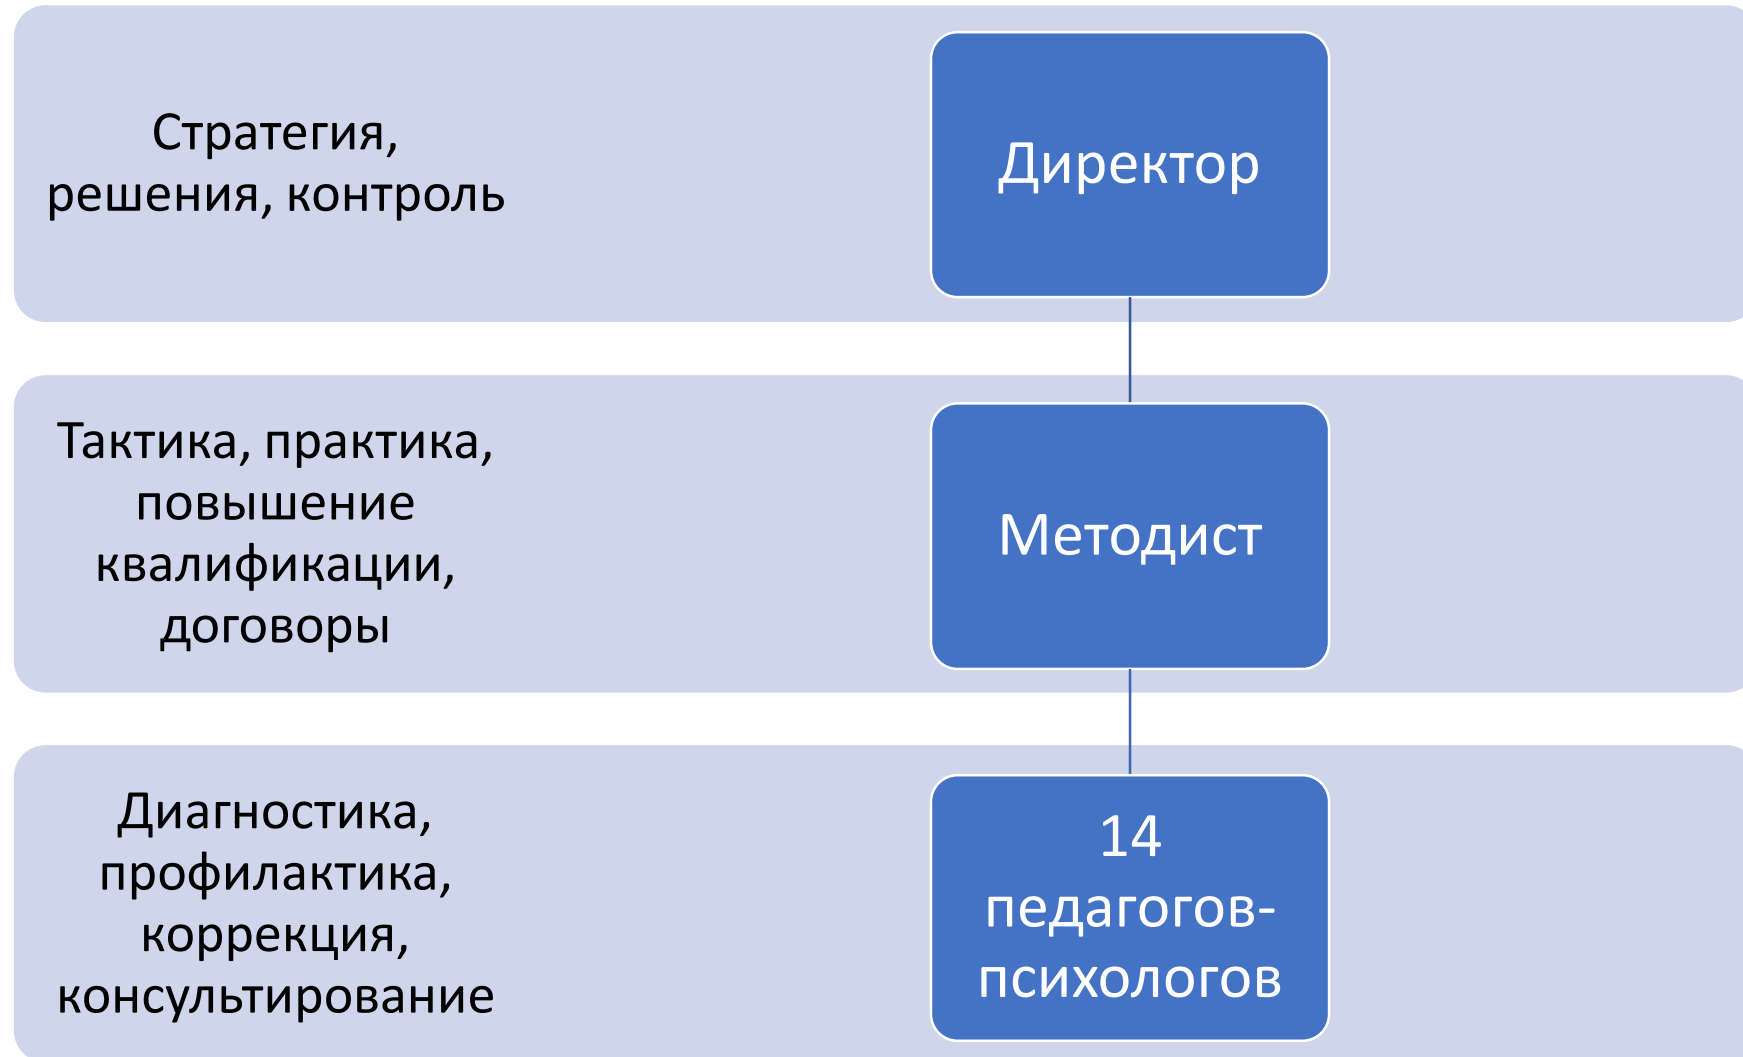 Стратегия,
решения, контроль
Директор
Тактика, практика,
повышение
квалификации,
договоры
Методист
Диагностика,
профилактика,
коррекция,
консультирование
14
педагогов-
психологов